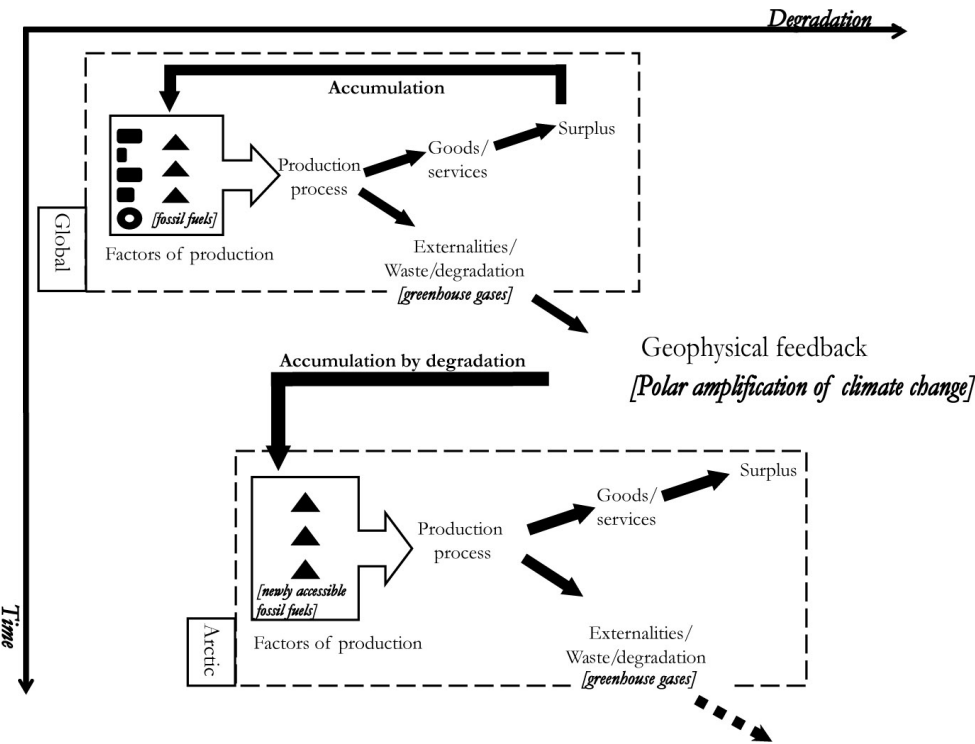 Degradation
Accumulation
Surplus
Goods/
services
Production
process
[fossil fuels]
Factors of production
Global
Externalities/
Waste/degradation
[greenhouse gases]
Geophysical feedback
[Polar amplification of climate change]
Accumulation by degradation
Surplus
Goods/
services
Production
process
[newly accessible
fossil fuels]
Factors of production
Arctic
Externalities/
Waste/degradation
[greenhouse gases]
Time